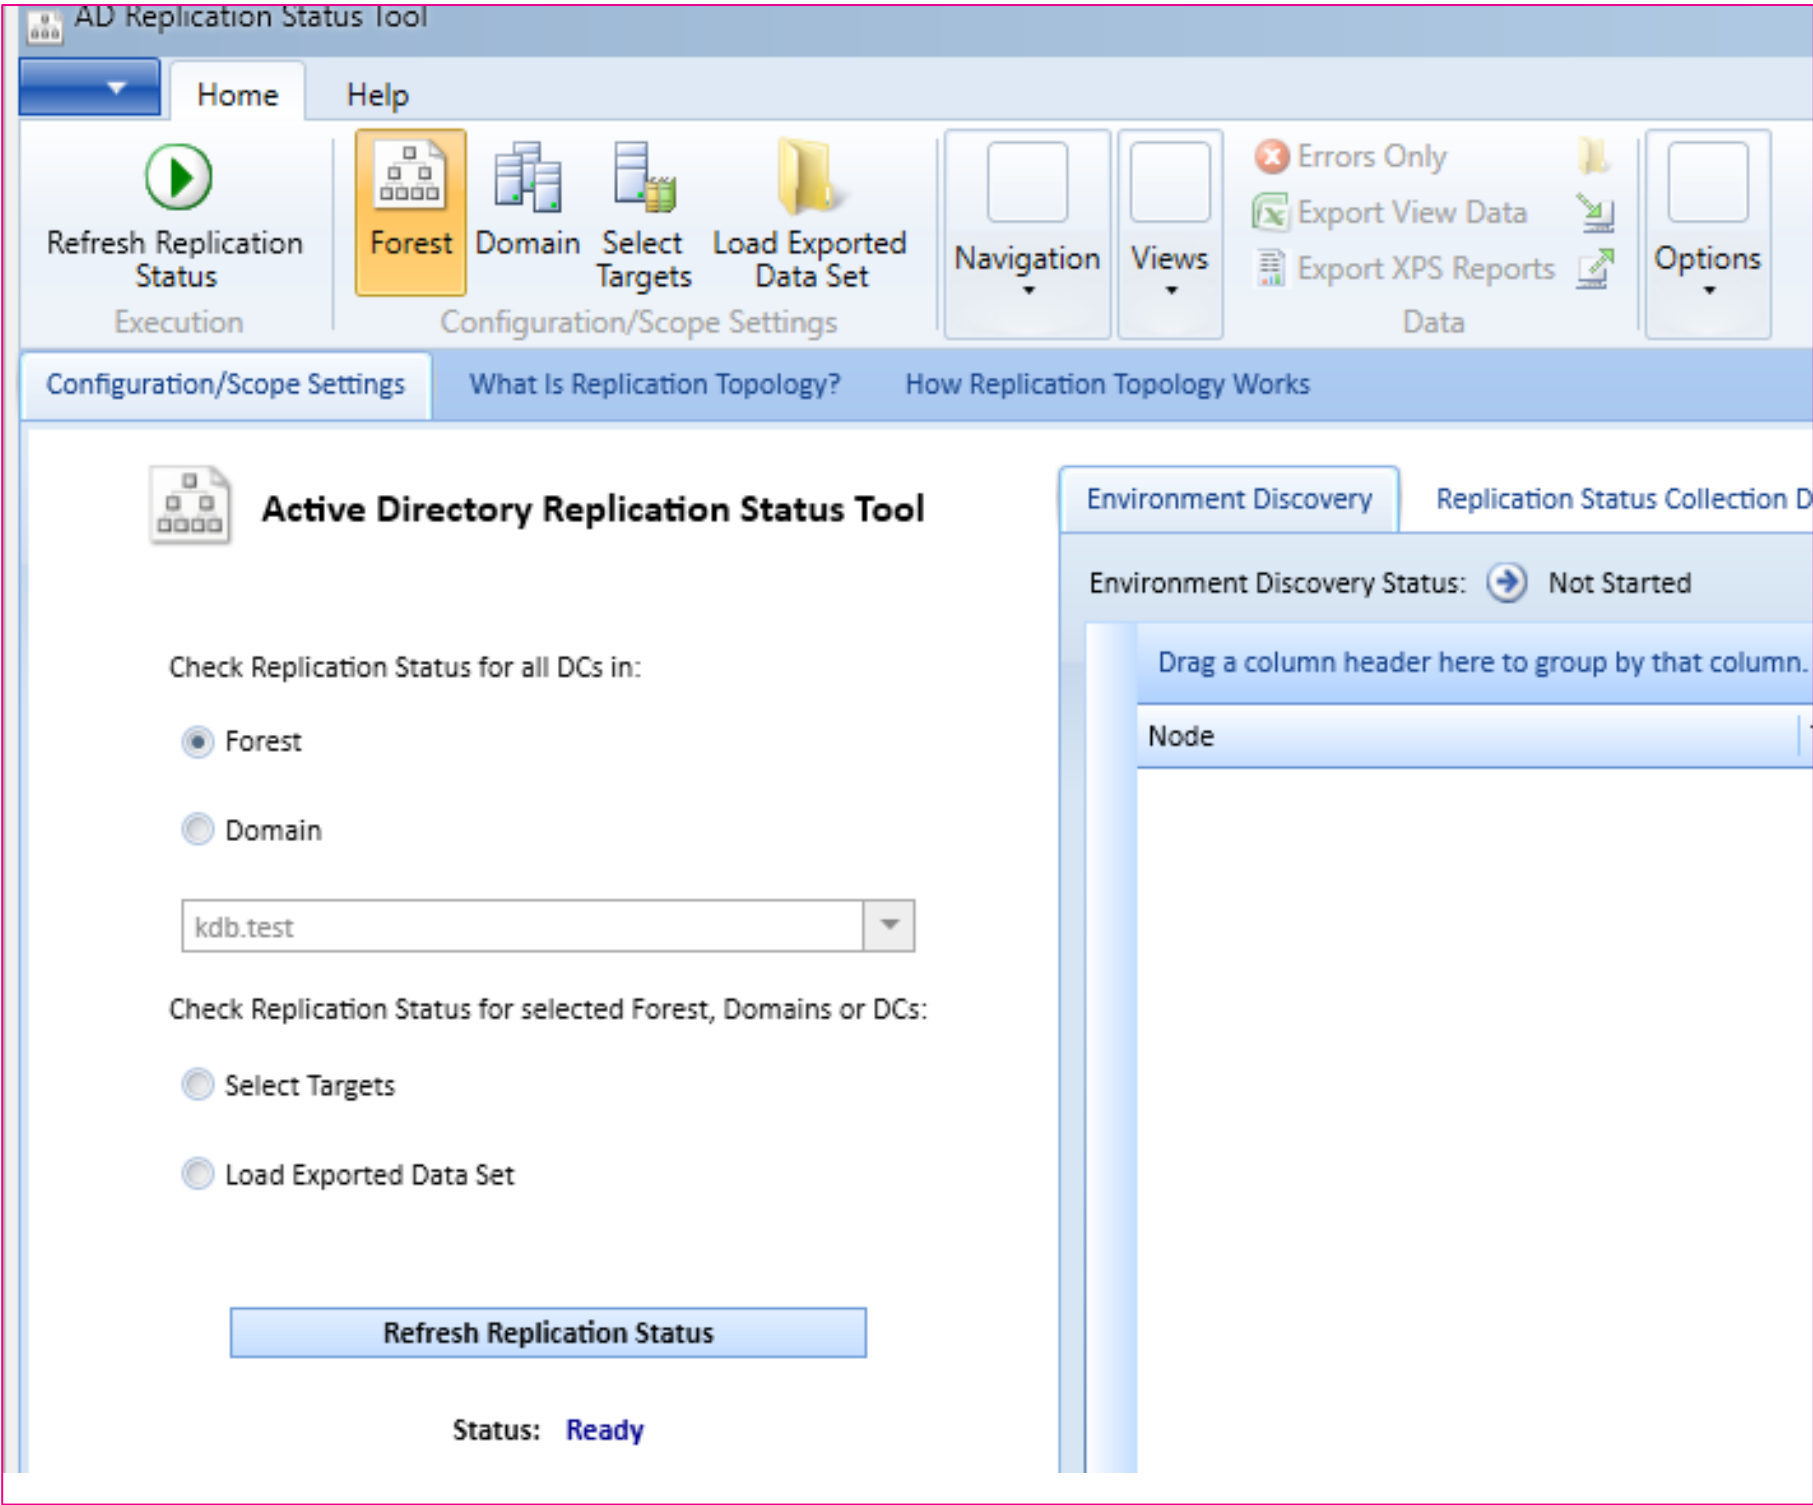 AD Replication Status Tool
Home
Help
Refresh Replication
Status
Execution
Forest
Domain
Select
Targets
Load Exported
Data Set
Configuration/Scope Settings
Navigation
Views
Errors Only
Export View Data
Export XPS Reports
Data
Options
Configuration/Scope Settings
What Is Replication Topology?
How Replication Topology Works
Active Directory Replication Status Tool
Check Replication Status for all DCs in:
Forest
Domain
kdb.test
Check Replication Status for selected Forest, Domains or DCs:
Select Targets
Load Exported Data Set
Refresh Replication Status
Status: Ready
Environment Discovery
Replication Status Collection D
Environment Discovery Status: Not Started
Drag a column header here to group by that column.
Node